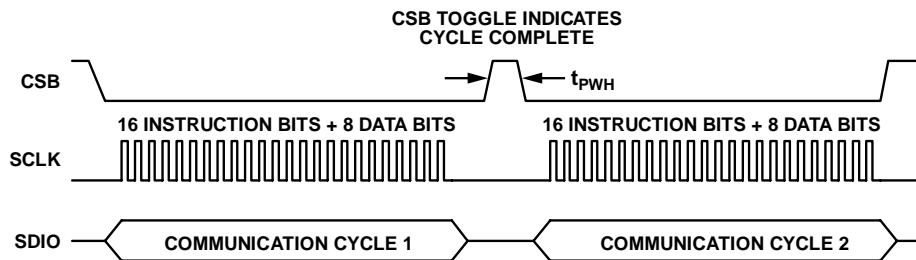 CSB TOGGLE INDICATES
CYCLE COMPLETE
CSB
tPWH
16 INSTRUCTION BITS + 8 DATA BITS
16 INSTRUCTION BITS + 8 DATA BITS
SCLK
SDIO
COMMUNICATION CYCLE 1
COMMUNICATION CYCLE 2